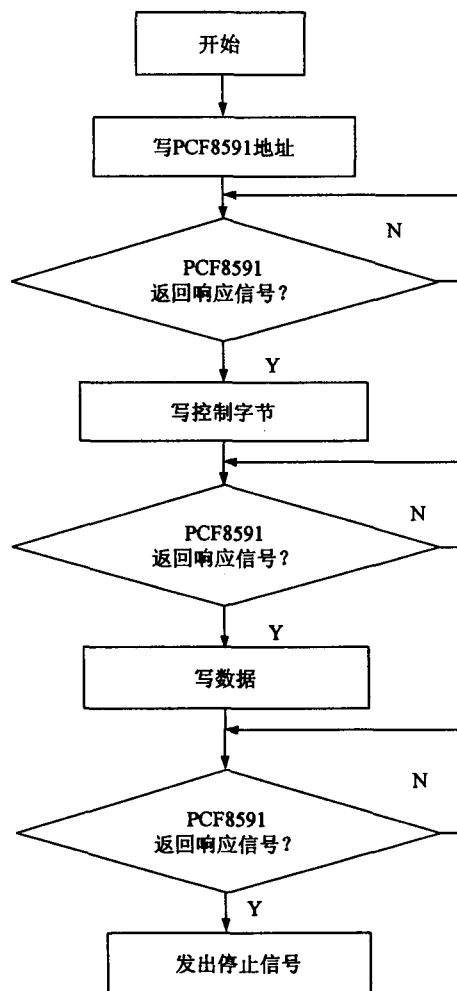 开始
写PCF8591地址
N
PCF8591
返回响应信号?
Y
写控制字节
N
PCF8591
返回响应信号?
Y
写数据
N
PCF8591
返回响应信号?
Y
发出停止信号